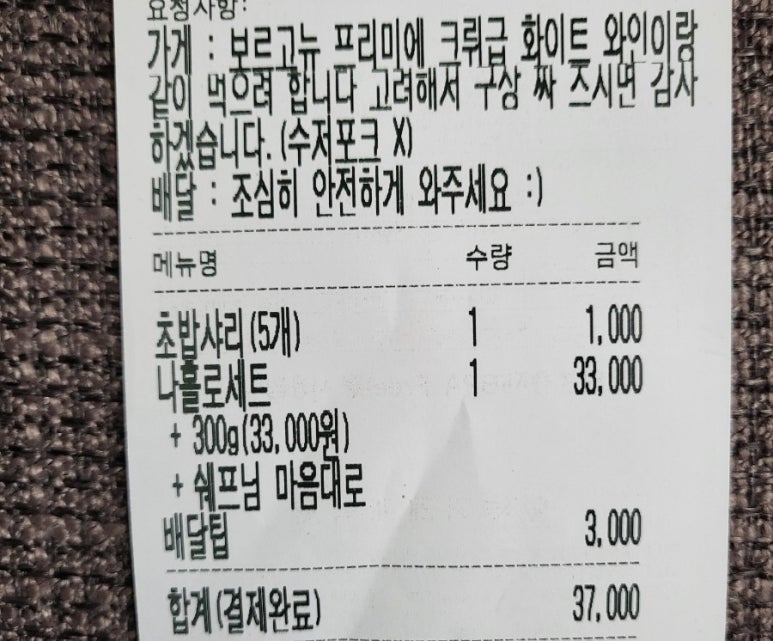 요청사항:
가게 : 보르고뉴 프리미에 크뤼급 화이트 와인이랑
같이 먹으려 합니다 고려해서 구상 짜 즈시면 감사
하겠습니다. (수저포크 X)
배달 : 조심히 안전하게 와주세요 :)
메뉴명 수량 금액
초밥샤리(5개) 1 1,000
나홀로세트 1 33,000
+ 300g(33,000원)
+ 쉐프님 마음대로
배달팁 3,000
합계(결제완료) 37,000